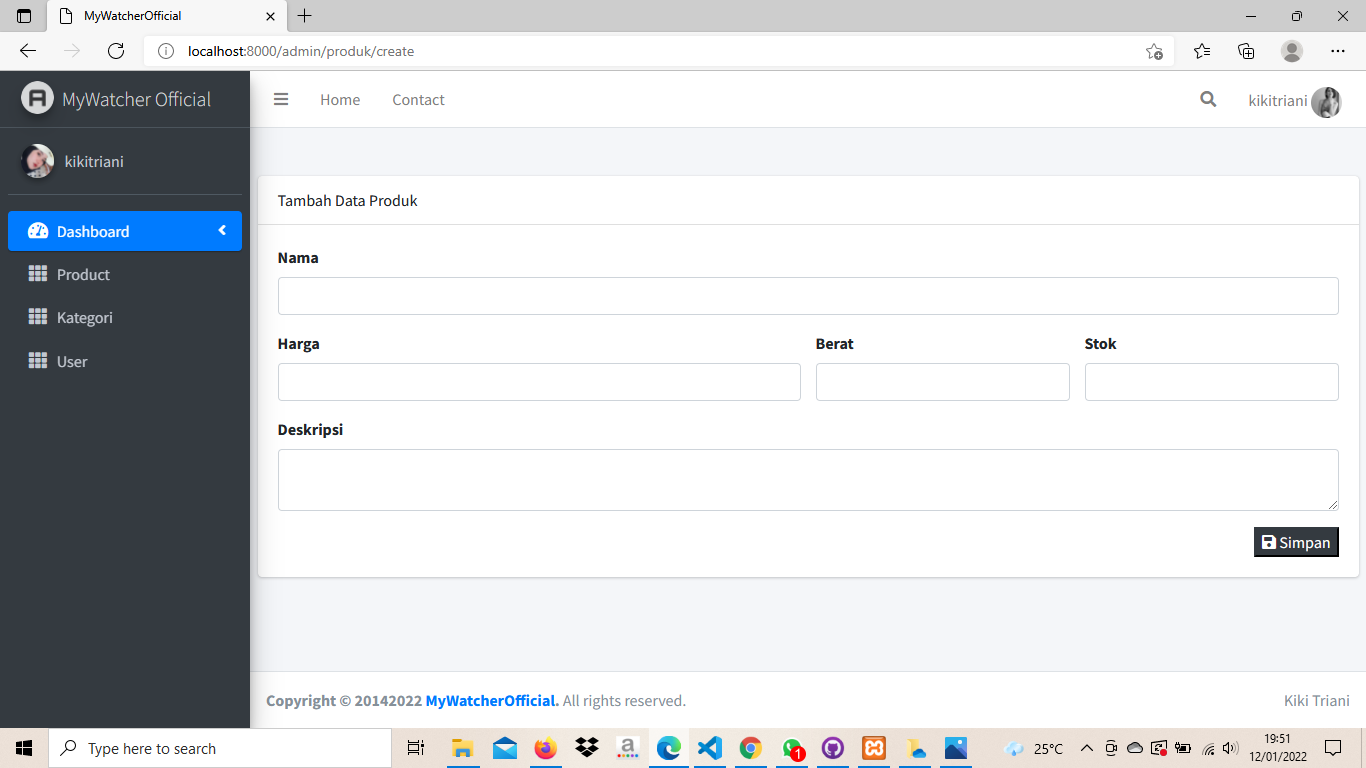 MyWatcherOfficial
localhost:8000/admin/produk/create
MyWatcher Official
Home Contact kikitriani
kikitriani
Tambah Data Produk
Dashboard
Nama
Product
Kategori
Harga Berat Stok
User
Deskripsi
Simpan
Copyright © 20142022 MyWatcherOfficial. All rights reserved. Kiki Triani
Type here to search
a
1
25°C
19:51
12/01/2022